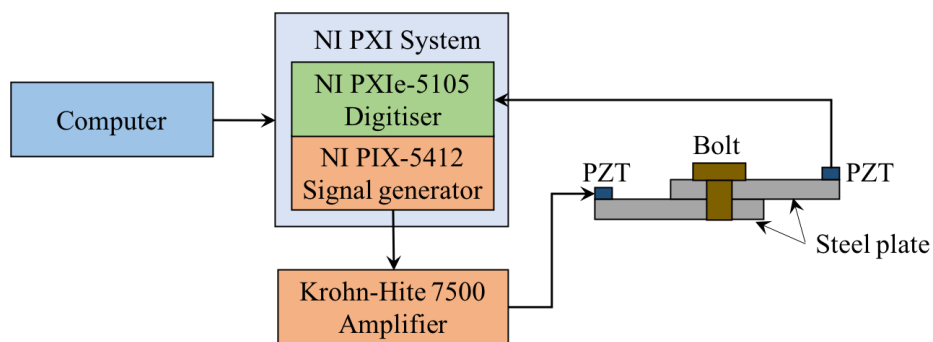 NI PXI System
NI PXIe-5105
Digitiser
Computer
NI PIX-5412
Signal generator
Bolt
PZT
PZT
Steel plate
Krohn-Hite 7500
Amplifier